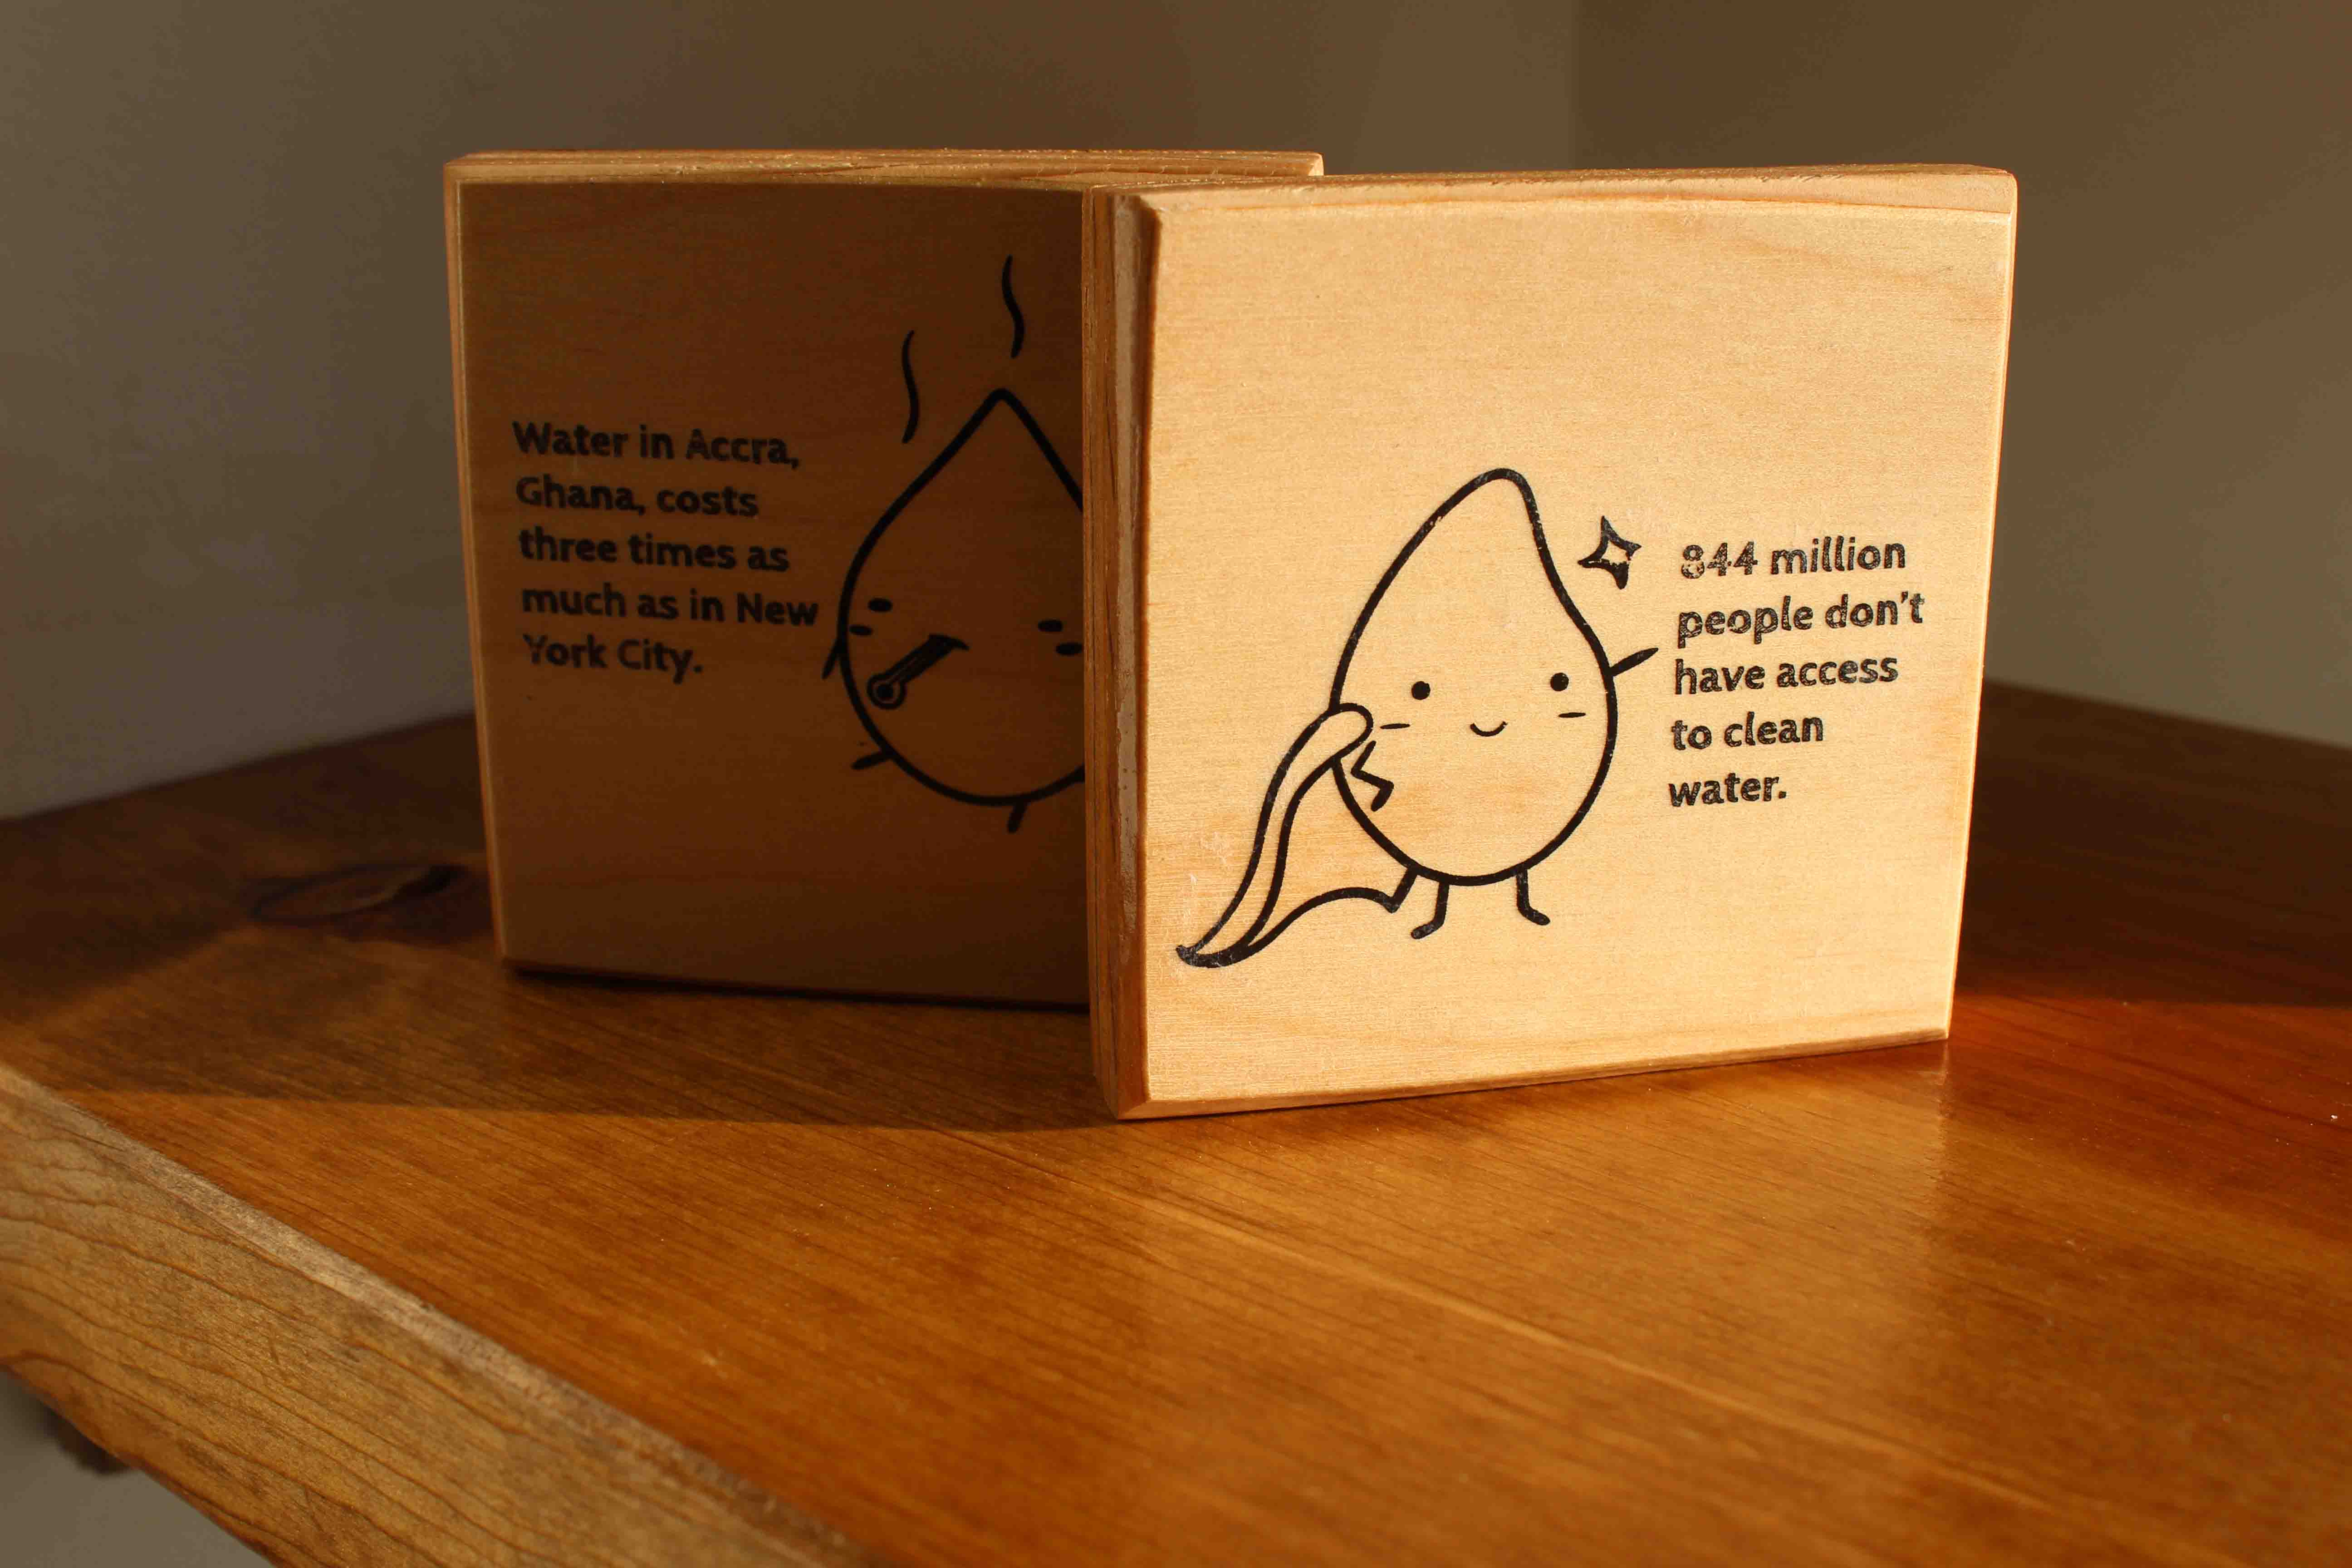 Water in Accra,
Ghana, costs
three times as
much as in New
York City.
844 million
people don't
have access
to clean
water.